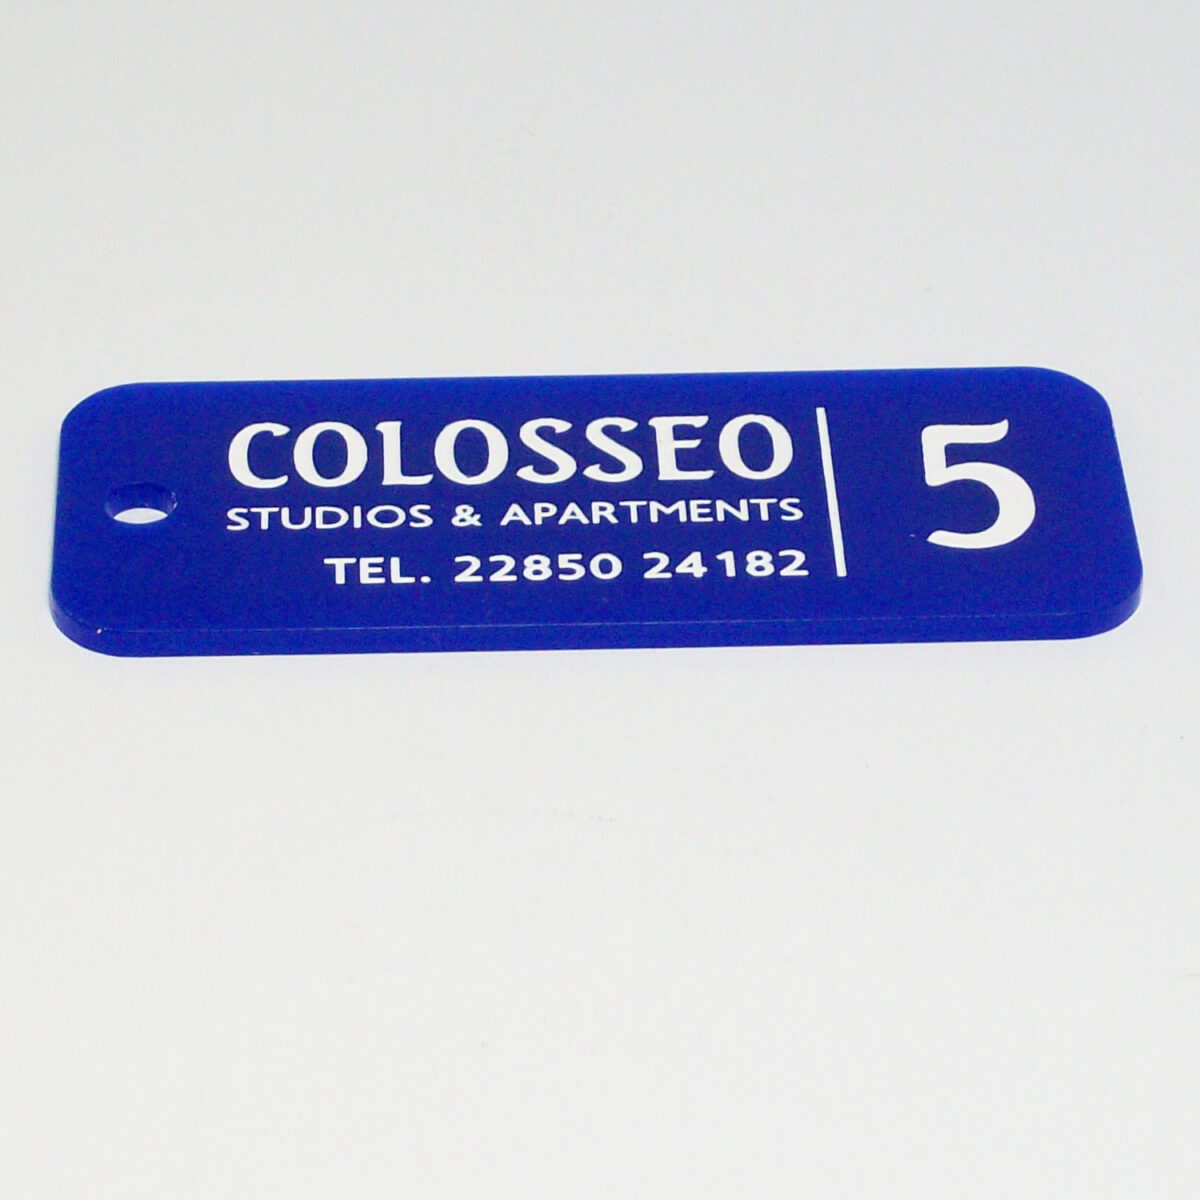 COLOSSEO
STUDIOS & APARTMENTS
TEL. 22850 24182
5